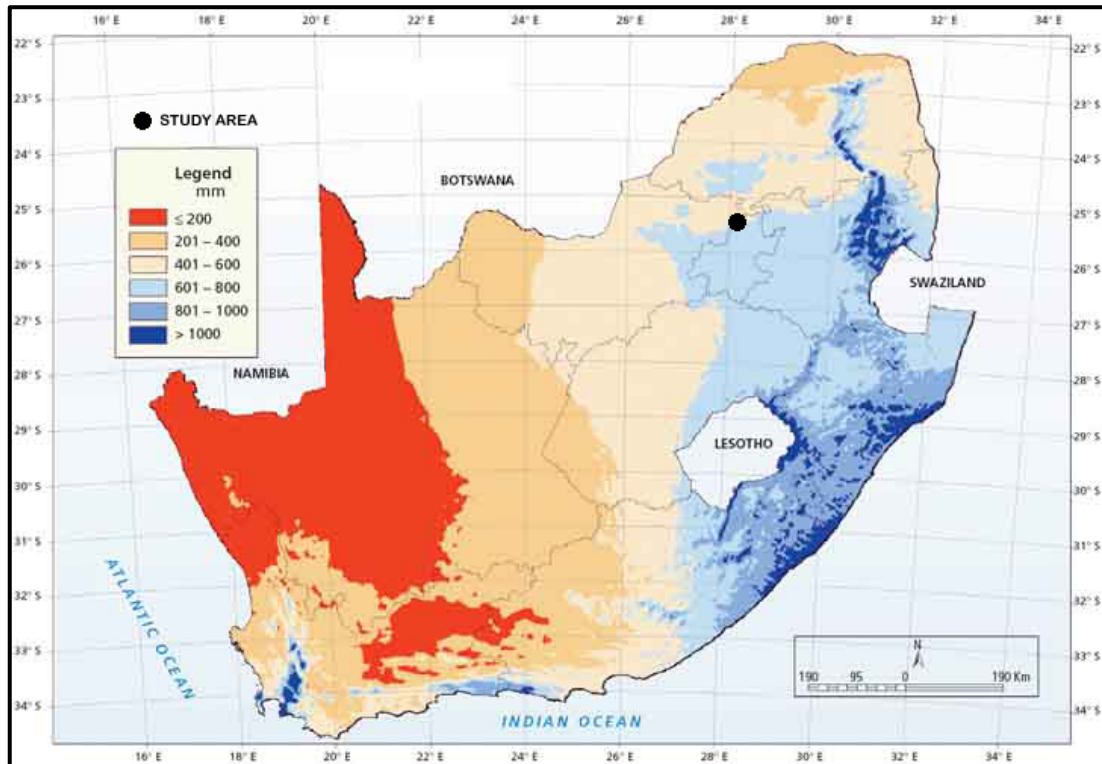 16° E 18° E 20° E 22° E 24° E 26° E 28° E 30° E 32° E 34° E
22° S 22° S
23° S 23° S
STUDY AREA
24° S 24° S
Legend
mm
≤ 200
201 – 400
401 – 600
601 – 800
801 – 1000
> 1000
BOTSWANA
25° S 25° S
26° S 26° S
SWAZILAND
27° S 27° S
NAMIBIA
28° S 28° S
29° S 29° S
LESOTHO
30° S 30° S
31° S 31° S
32° S 32° S
ATLANTIC OCEAN
33° S 33° S
N
190 95 0 190 Km
34° S 34° S
INDIAN OCEAN
16° E 18° E 20° E 22° E 24° E 26° E 28° E 30° E 32° E 34° E